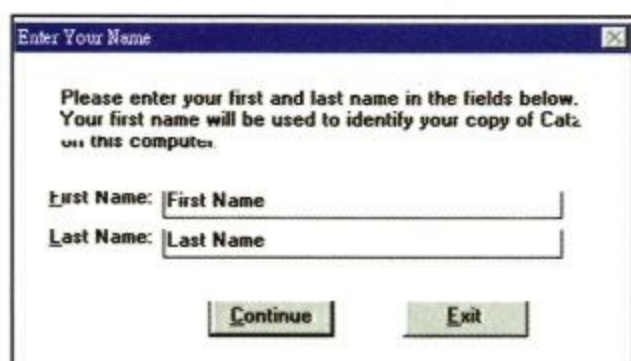 Enter Your Name
Please enter your first and last name in the fields below.
Your first name will be used to identify your copy of Catz
on this computer.
First Name: First Name
Last Name: Last Name
Continue Exit